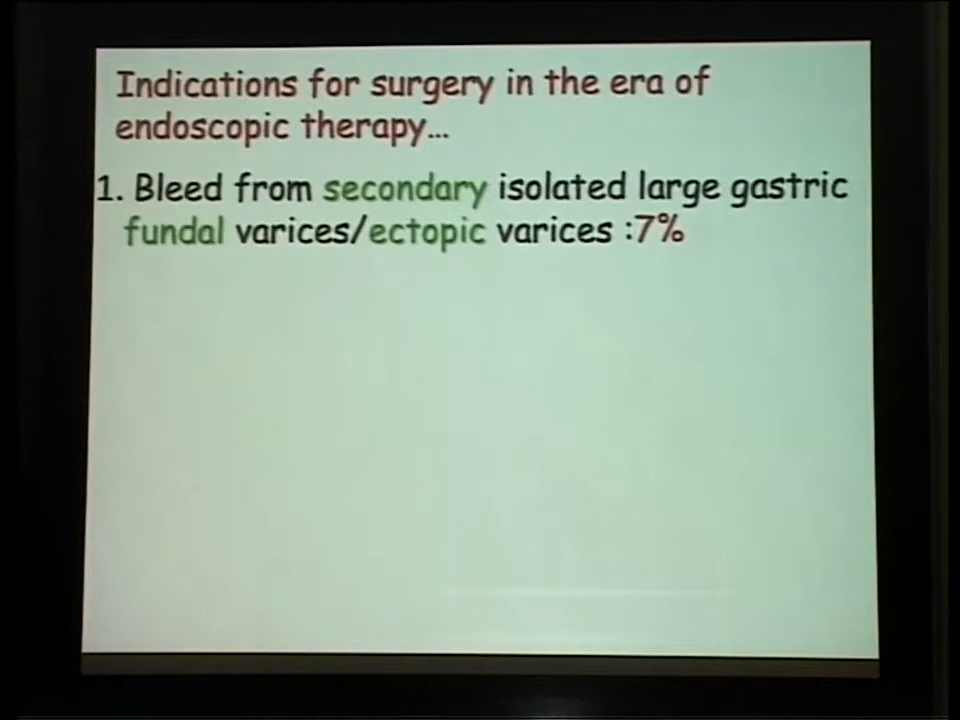 Indications for surgery in the era of
endoscopic therapy...
1. Bleed from secondary isolated large gastric
fundal varices/ectopic varices :7%